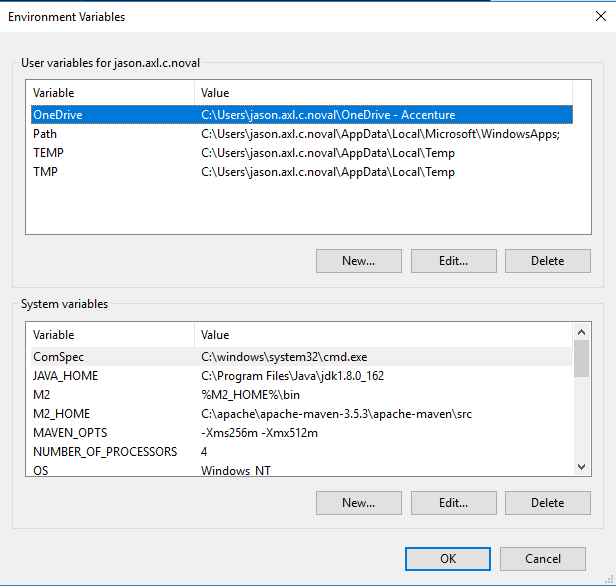 Environment Variables
User variables for jason.axl.c.noval
Variable Value
OneDrive C:\Users\jason.axl.c.noval\OneDrive - Accenture
Path C:\Users\jason.axl.c.noval\AppData\Local\Microsoft\WindowsApps;
TEMP C:\Users\jason.axl.c.noval\AppData\Local\Temp
TMP C:\Users\jason.axl.c.noval\AppData\Local\Temp
New... Edit... Delete
System variables
Variable Value
ComSpec C:\windows\system32\cmd.exe
JAVA_HOME C:\Program Files\Java\jdk1.8.0_162
M2 %M2_HOME%\bin
M2_HOME C:\apache\apache-maven-3.5.3\apache-maven\src
MAVEN_OPTS -Xms256m -Xmx512m
NUMBER_OF_PROCESSORS 4
OS Windows_NT
New... Edit... Delete
OK Cancel